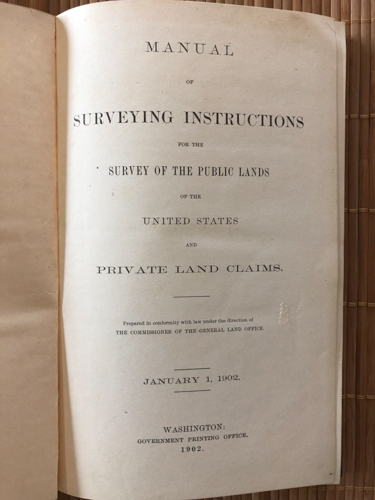 MANUAL
OF
SURVEYING INSTRUCTIONS
FOR THE
SURVEY OF THE PUBLIC LANDS
OF THE
UNITED STATES
AND
PRIVATE LAND CLAIMS.
Prepared in conformity with law under the direction of
THE COMMISSIONER OF THE GENERAL LAND OFFICE.
JANUARY 1, 1902.
WASHINGTON:
GOVERNMENT PRINTING OFFICE.
1902.